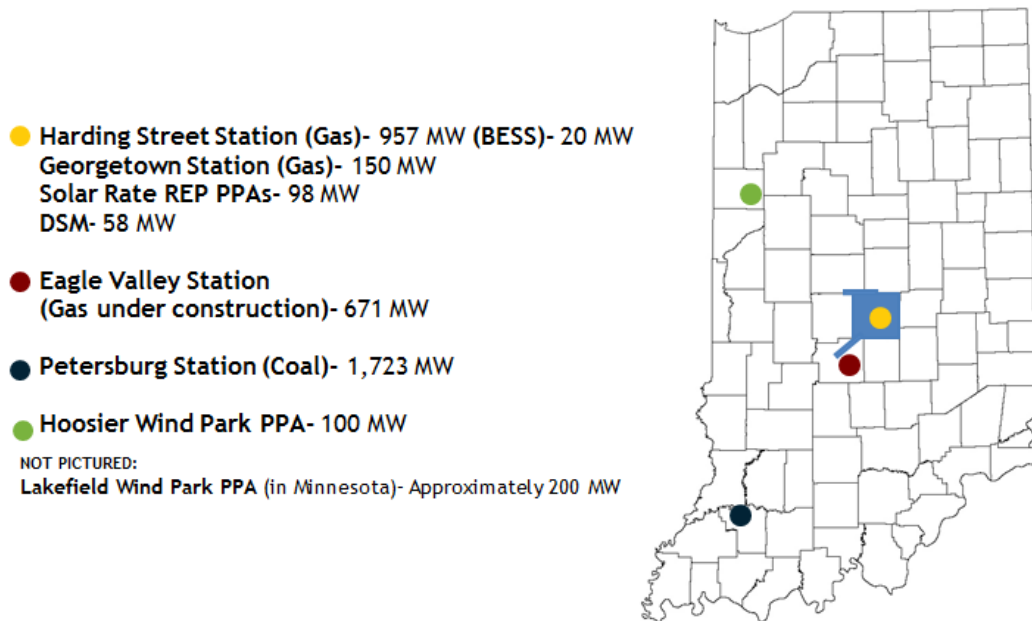 Harding Street Station (Gas)- 957 MW (BESS)- 20 MW
Georgetown Station (Gas)- 150 MW
Solar Rate REP PPAs- 98 MW
DSM- 58 MW
Eagle Valley Station
(Gas under construction)- 671 MW
Petersburg Station (Coal)- 1,723 MW
Hoosier Wind Park PPA- 100 MW
NOT PICTURED:
Lakefield Wind Park PPA (in Minnesota)- Approximately 200 MW